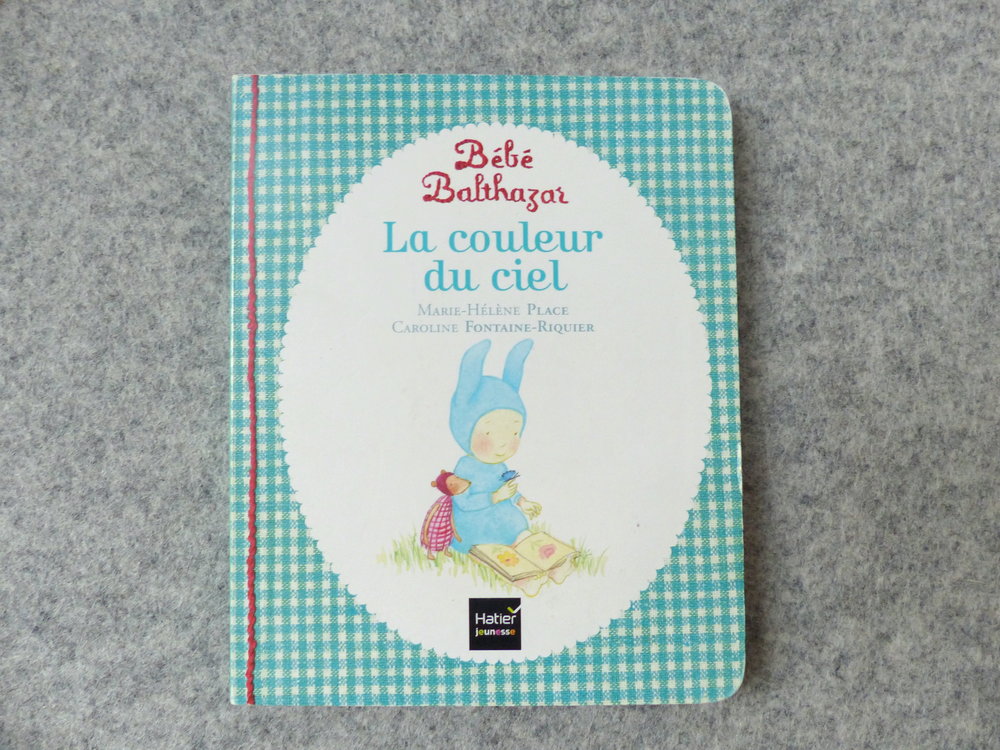 Bébé
Balthazar
La couleur
du ciel
Marie-Hélène Place
Caroline Fontaine-Riquier
Hatier
jeunesse